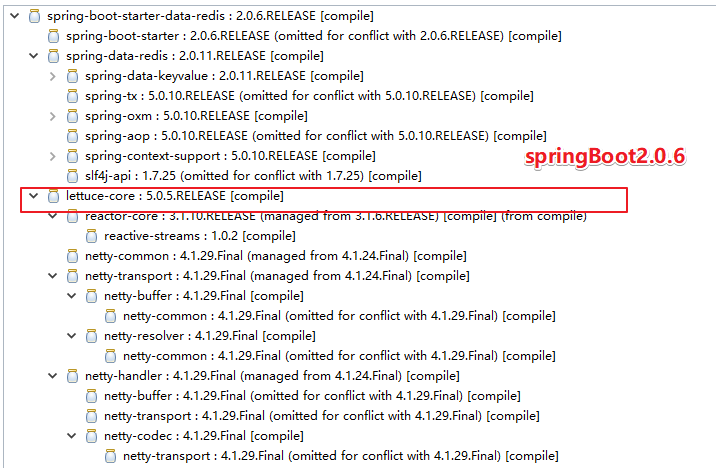 spring-boot-starter-data-redis : 2.0.6.RELEASE [compile]
spring-boot-starter : 2.0.6.RELEASE (omitted for conflict with 2.0.6.RELEASE) [compile]
spring-data-redis : 2.0.11.RELEASE [compile]
spring-data-keyvalue : 2.0.11.RELEASE [compile]
spring-tx : 5.0.10.RELEASE (omitted for conflict with 5.0.10.RELEASE) [compile]
spring-oxm : 5.0.10.RELEASE [compile]
spring-aop : 5.0.10.RELEASE (omitted for conflict with 5.0.10.RELEASE) [compile]
spring-context-support : 5.0.10.RELEASE [compile]
springBoot2.0.6
slf4j-api : 1.7.25 (omitted for conflict with 1.7.25) [compile]
lettuce-core : 5.0.5.RELEASE [compile]
reactor-core : 3.1.10.RELEASE (managed from 3.1.6.RELEASE) [compile] (from compile)
reactive-streams : 1.0.2 [compile]
netty-common : 4.1.29.Final (managed from 4.1.24.Final) [compile]
netty-transport : 4.1.29.Final (managed from 4.1.24.Final) [compile]
netty-buffer : 4.1.29.Final [compile]
netty-common : 4.1.29.Final (omitted for conflict with 4.1.29.Final) [compile]
netty-resolver : 4.1.29.Final [compile]
netty-common : 4.1.29.Final (omitted for conflict with 4.1.29.Final) [compile]
netty-handler : 4.1.29.Final (managed from 4.1.24.Final) [compile]
netty-buffer : 4.1.29.Final (omitted for conflict with 4.1.29.Final) [compile]
netty-transport : 4.1.29.Final (omitted for conflict with 4.1.29.Final) [compile]
netty-codec : 4.1.29.Final [compile]
netty-transport : 4.1.29.Final (omitted for conflict with 4.1.29.Final) [compile]